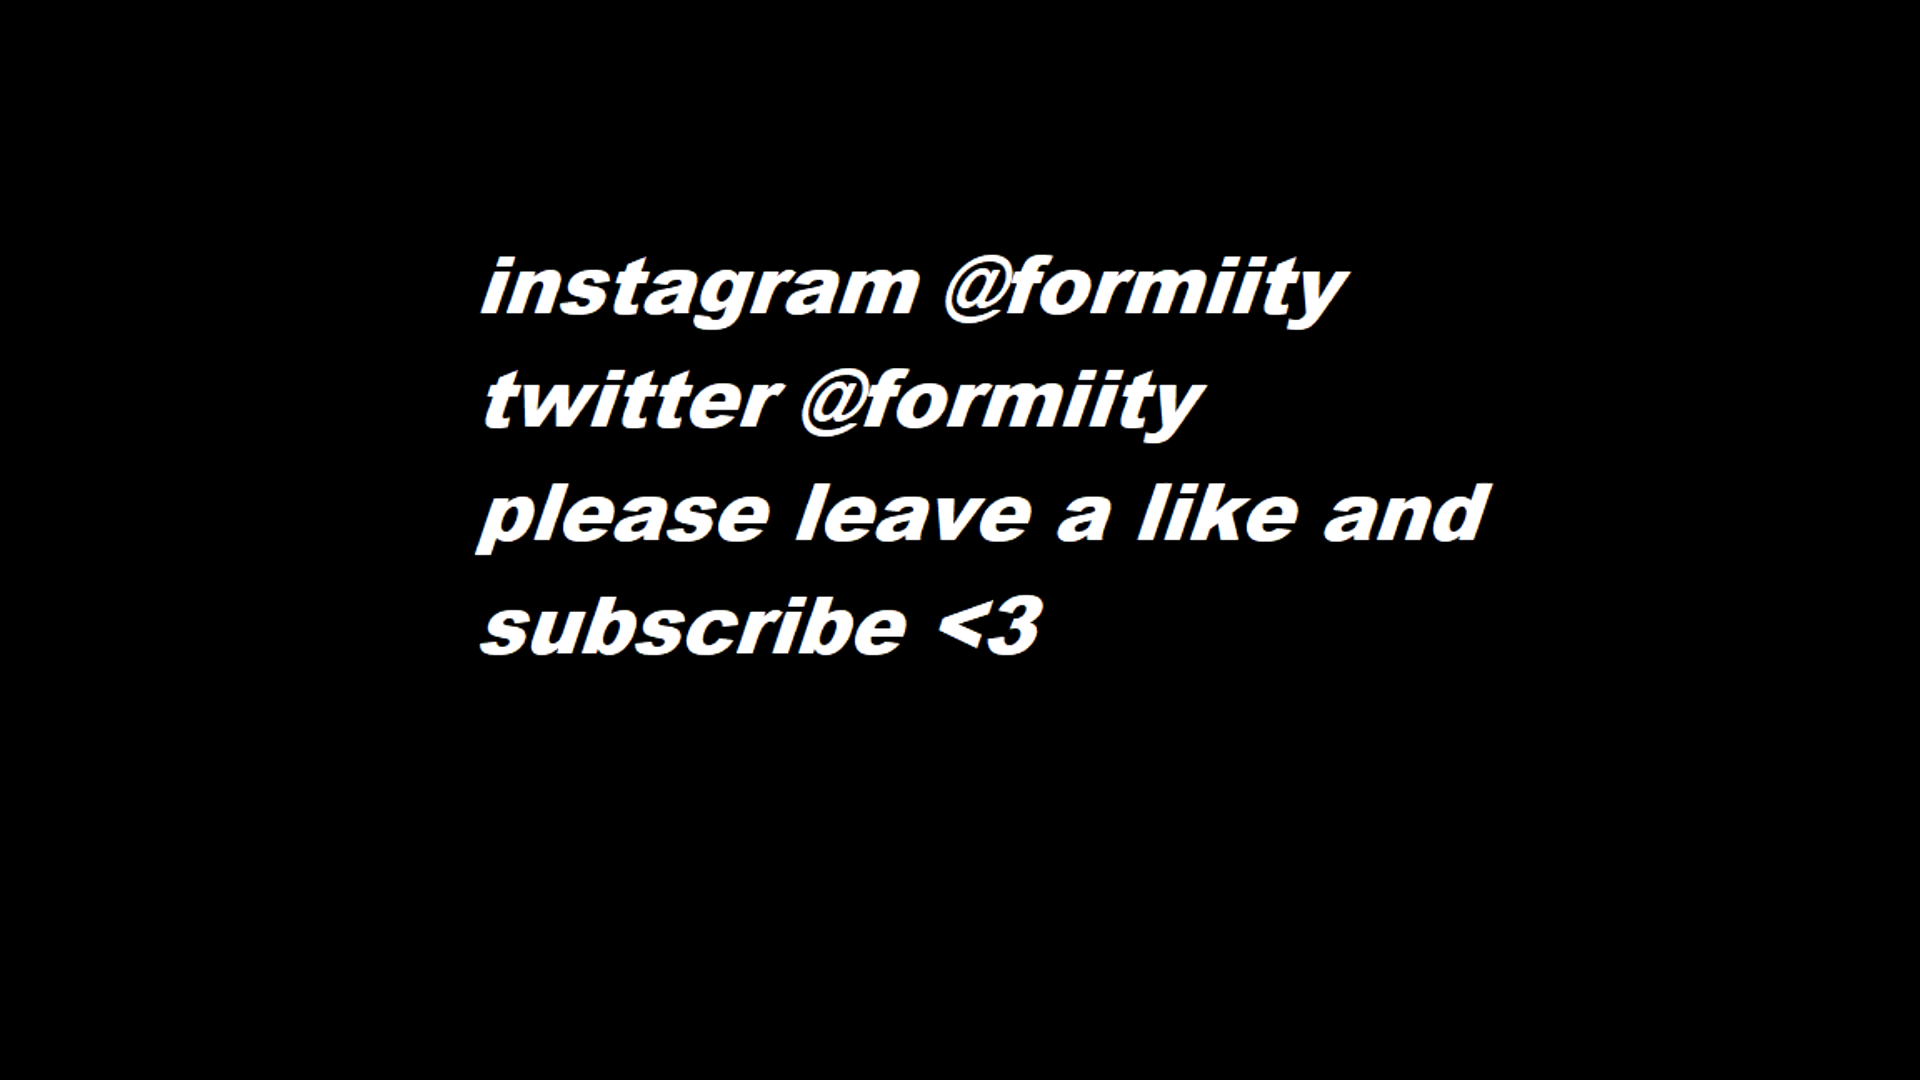 instagram @formiity
twitter @formiity
please leave a like and
subscribe <3